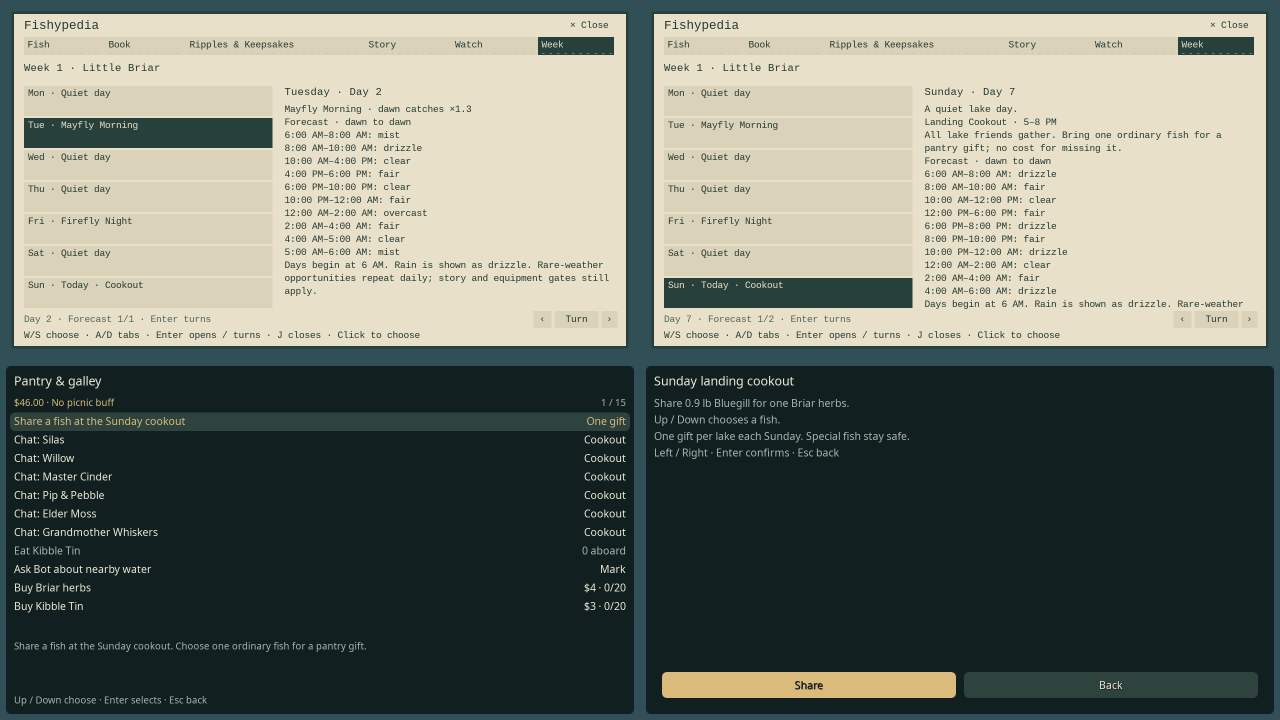 Fishypedia
× Close
Fish Book Ripples & Keepsakes Story Watch Week
Week 1 · Little Briar
Mon · Quiet day
Tue · Mayfly Morning
Wed · Quiet day
Thu · Quiet day
Fri · Firefly Night
Sat · Quiet day
Sun · Today · Cookout
Tuesday · Day 2
Mayfly Morning · dawn catches ×1.3
Forecast · dawn to dawn
6:00 AM–8:00 AM: mist
8:00 AM–10:00 AM: drizzle
10:00 AM–4:00 PM: clear
4:00 PM–6:00 PM: fair
6:00 PM–10:00 PM: clear
10:00 PM–12:00 AM: fair
12:00 AM–2:00 AM: overcast
2:00 AM–4:00 AM: fair
4:00 AM–5:00 AM: clear
5:00 AM–6:00 AM: mist
Days begin at 6 AM. Rain is shown as drizzle. Rare-weather
opportunities repeat daily; story and equipment gates still
apply.
Day 2 · Forecast 1/1 · Enter turns
‹ Turn ›
W/S choose · A/D tabs · Enter opens / turns · J closes · Click to choose
Fishypedia
× Close
Fish Book Ripples & Keepsakes Story Watch Week
Week 1 · Little Briar
Mon · Quiet day
Tue · Mayfly Morning
Wed · Quiet day
Thu · Quiet day
Fri · Firefly Night
Sat · Quiet day
Sun · Today · Cookout
Sunday · Day 7
A quiet lake day.
Landing Cookout · 5–8 PM
All lake friends gather. Bring one ordinary fish for a
pantry gift; no cost for missing it.
Forecast · dawn to dawn
6:00 AM–8:00 AM: drizzle
8:00 AM–10:00 AM: fair
10:00 AM–12:00 PM: clear
12:00 PM–6:00 PM: fair
6:00 PM–8:00 PM: drizzle
8:00 PM–10:00 PM: fair
10:00 PM–12:00 AM: drizzle
12:00 AM–2:00 AM: clear
2:00 AM–4:00 AM: fair
4:00 AM–6:00 AM: drizzle
Days begin at 6 AM. Rain is shown as drizzle. Rare-weather
Day 7 · Forecast 1/2 · Enter turns
‹ Turn ›
W/S choose · A/D tabs · Enter opens / turns · J closes · Click to choose
Pantry & galley
$46.00 · No picnic buff 1 / 15
Share a fish at the Sunday cookout One gift
Chat: Silas Cookout
Chat: Willow Cookout
Chat: Master Cinder Cookout
Chat: Pip & Pebble Cookout
Chat: Elder Moss Cookout
Chat: Grandmother Whiskers Cookout
Eat Kibble Tin 0 aboard
Ask Bot about nearby water Mark
Buy Briar herbs $4 · 0/20
Buy Kibble Tin $3 · 0/20
Share a fish at the Sunday cookout. Choose one ordinary fish for a pantry gift.
Up / Down choose · Enter selects · Esc back
Sunday landing cookout
Share 0.9 lb Bluegill for one Briar herbs.
Up / Down chooses a fish.
One gift per lake each Sunday. Special fish stay safe.
Left / Right · Enter confirms · Esc back
Share Back